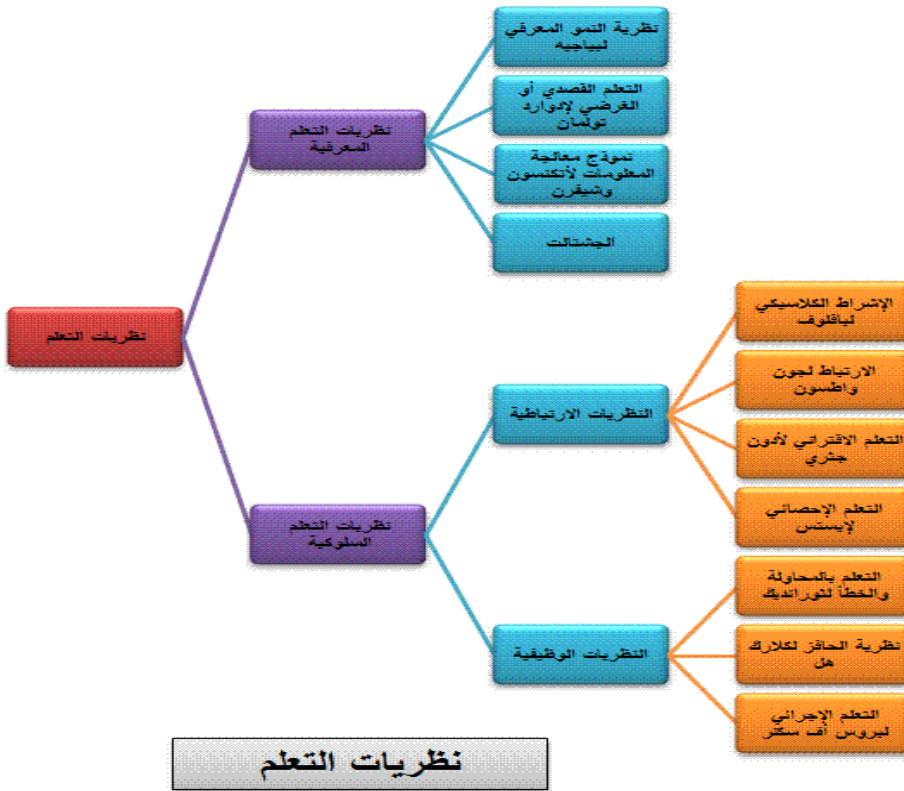 نظرية النمو المعرفي
لبياجيه
التعلم القصدي أو
الغرضي لإدوارد
تولمان
نظريات التعلم
المعرفية
نموذج معالجة
المعلومات لأتكنسون
وشيفرن
الجشتالت
نظريات التعلم
الإشراط الكلاسيكي
لبافلوف
الارتباط لجون
واطسون
النظريات الارتباطية
التعلم الاقتراني لأدون
جثري
التعلم الإحصائي
لإيستس
نظريات التعلم
السلوكية
التعلم بالمحاولة
والخطأ لثورانديك
النظريات الوظيفية
نظرية الحافز لكلارك
هل
التعلم الإجرائي
لبروس أف سكنر
نظريات التعلم